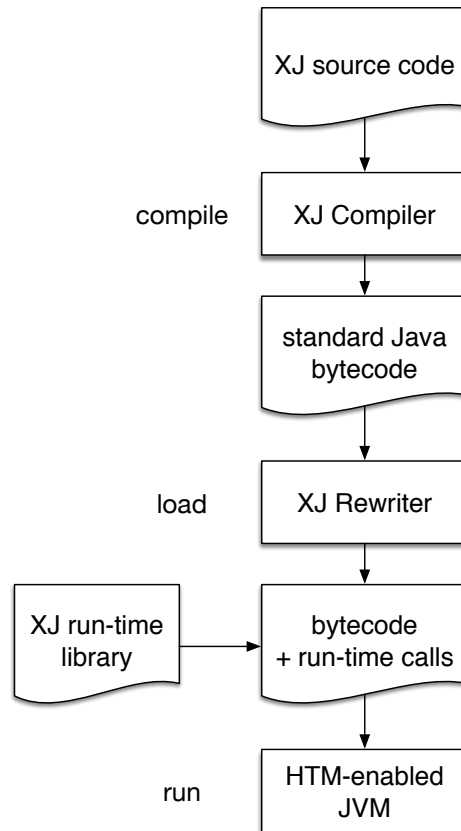 XJ source code
compile
XJ Compiler
standard Java
bytecode
load
XJ Rewriter
XJ run-time
library
bytecode
+ run-time calls
run
HTM-enabled
JVM